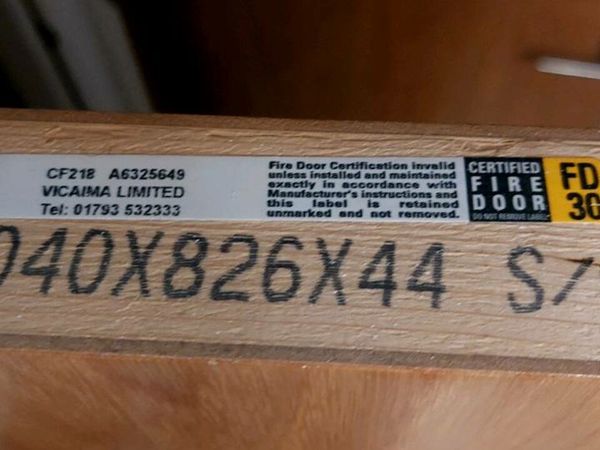 CF218 A6325649
VICAIMA LIMITED
Tel: 01793 532333
Fire Door Certification invalid
unless installed and maintained
exactly in accordance with
Manufacturer's instructions and
this label is retained
unmarked and not removed.
CERTIFIED
FIRE
DOOR
DO NOT REMOVE LABEL
FD
30
040X826X44 S/